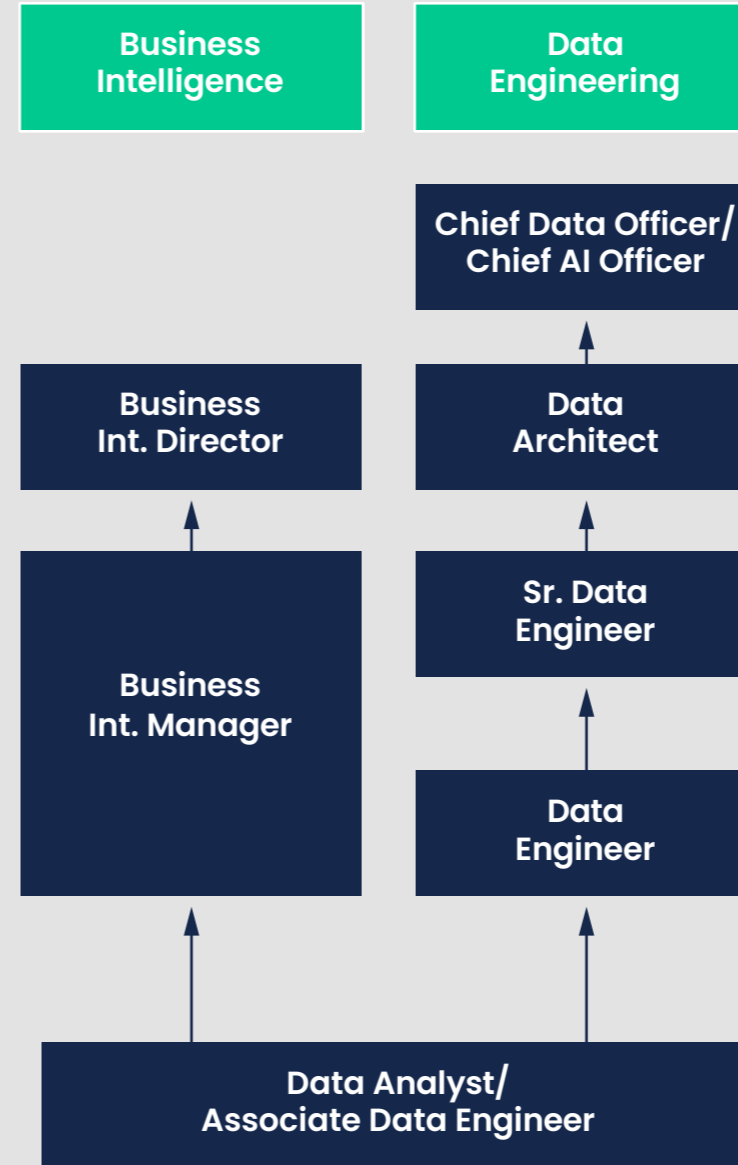 Business
Intelligence
Data
Engineering
Chief Data Officer/
Chief AI Officer
Business
Int. Director
Data
Architect
Sr. Data
Engineer
Business
Int. Manager
Data
Engineer
Data Analyst/
Associate Data Engineer